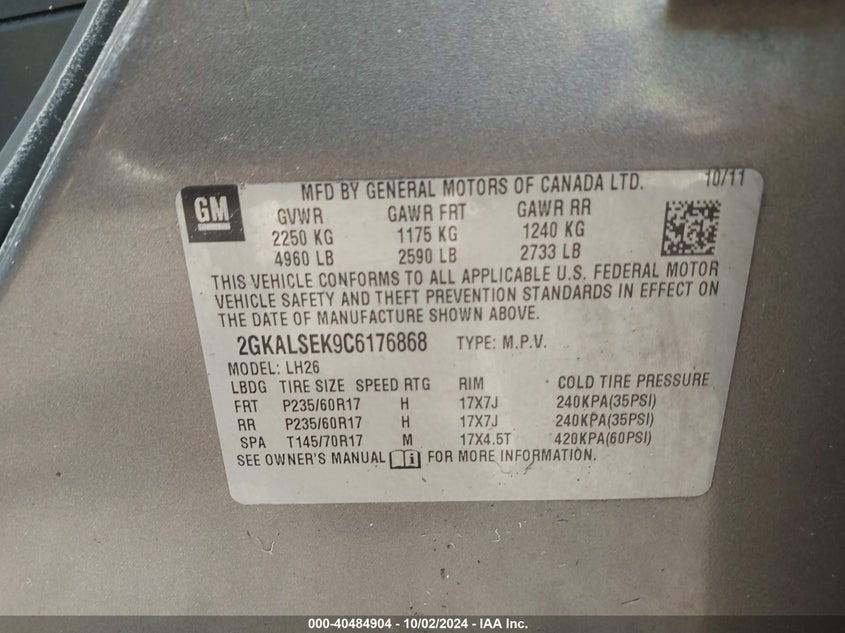 GM
MFD BY GENERAL MOTORS OF CANADA LTD. 10/11
GVWR GAWR FRT GAWR RR
2250 KG 1175 KG 1240 KG
4960 LB 2590 LB 2733 LB
THIS VEHICLE CONFORMS TO ALL APPLICABLE U.S. FEDERAL MOTOR
VEHICLE SAFETY AND THEFT PREVENTION STANDARDS IN EFFECT ON
THE DATE OF MANUFACTURE SHOWN ABOVE.
2GKALSEK9C6176868 TYPE: M.P.V.
MODEL: LH26
LBDG TIRE SIZE SPEED RTG RIM COLD TIRE PRESSURE
FRT P235/60R17 H 17X7J 240KPA(35PSI)
RR P235/60R17 H 17X7J 240KPA(35PSI)
SPA T145/70R17 M 17X4.5T 420KPA(60PSI)
SEE OWNER'S MANUAL FOR MORE INFORMATION.
000-40484904 - 10/02/2024 - IAA Inc.